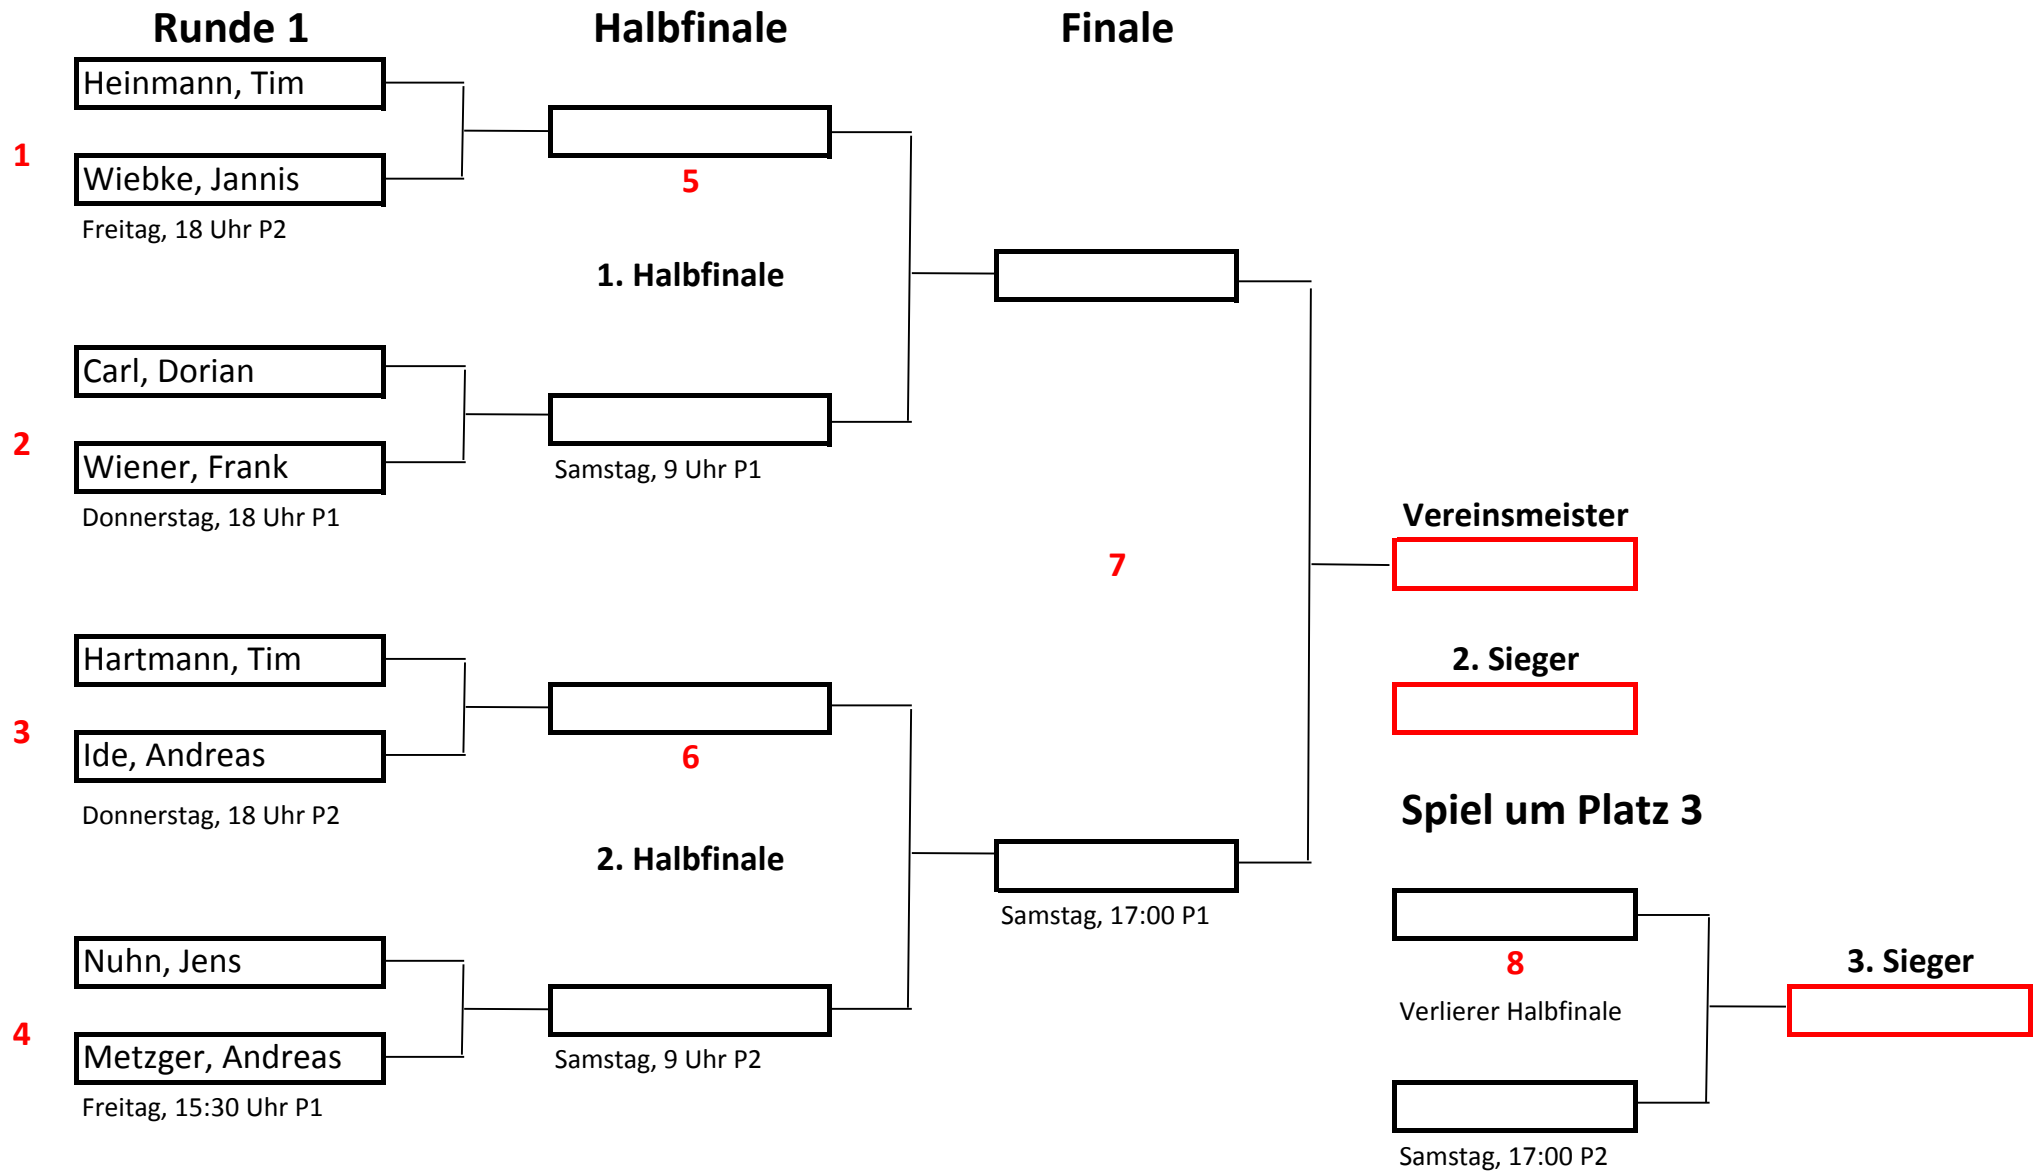 Runde 1
Halbfinale
Finale
Heinmann, Tim
1
Wiebke, Jannis
Freitag, 18 Uhr P2
5
1. Halbfinale
Carl, Dorian
2
Wiener, Frank
Donnerstag, 18 Uhr P1
Samstag, 9 Uhr P1
Vereinsmeister
7
2. Sieger
Hartmann, Tim
3
Ide, Andreas
Donnerstag, 18 Uhr P2
6
2. Halbfinale
Spiel um Platz 3
Nuhn, Jens
4
Metzger, Andreas
Freitag, 15:30 Uhr P1
Samstag, 9 Uhr P2
Samstag, 17:00 P1
8
Verlierer Halbfinale
3. Sieger
Samstag, 17:00 P2